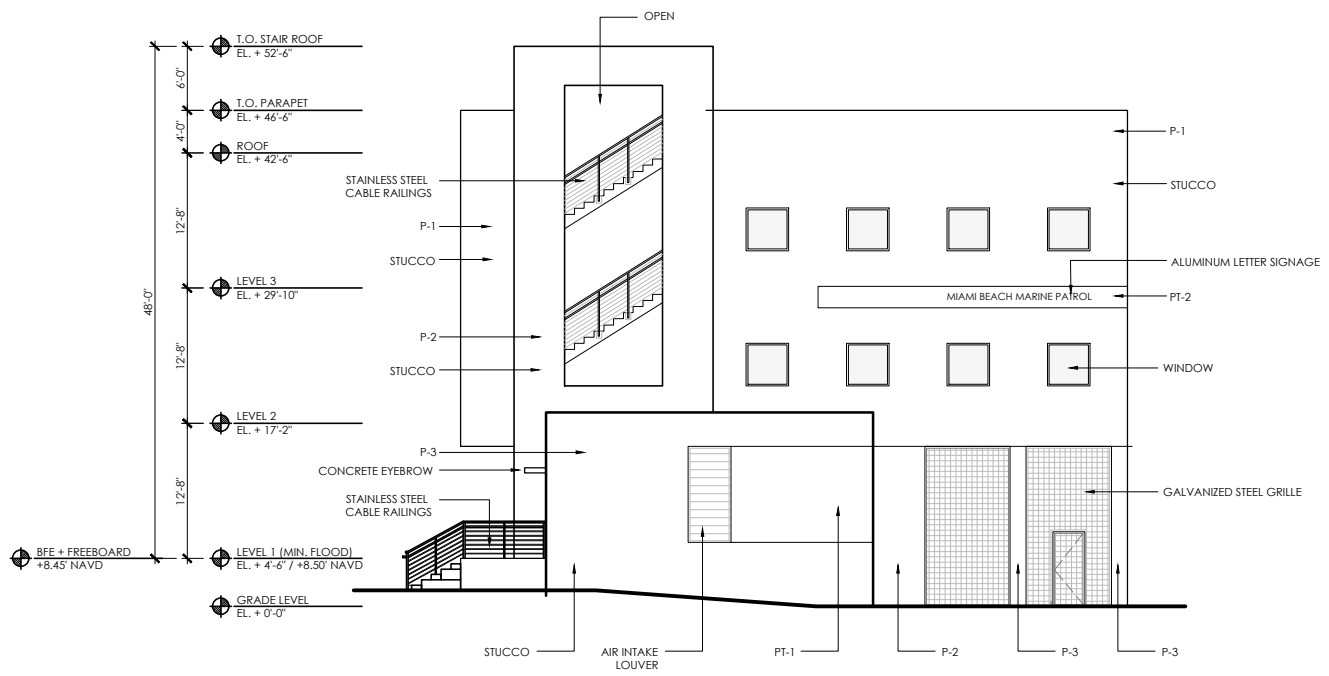 OPEN
T.O. STAIR ROOF
EL. + 52'-6"
6'-0"
T.O. PARAPET
EL. + 46'-6"
4'-0"
ROOF
EL. + 42'-6"
P-1
STAINLESS STEEL
CABLE RAILINGS
STUCCO
12'-8"
P-1
STUCCO
ALUMINUM LETTER SIGNAGE
LEVEL 3
EL. + 29'-10"
MIAMI BEACH MARINE PATROL
PT-2
48'-0"
P-2
12'-8"
STUCCO
WINDOW
LEVEL 2
EL. + 17'-2"
P-3
CONCRETE EYEBROW
12'-8"
STAINLESS STEEL
CABLE RAILINGS
GALVANIZED STEEL GRILLE
BFE + FREEBOARD
+8.45' NAVD
LEVEL 1 (MIN. FLOOD)
EL. + 4'-6" / +8.50' NAVD
GRADE LEVEL
EL. + 0'-0"
STUCCO
AIR INTAKE
LOUVER
PT-1
P-2
P-3
P-3